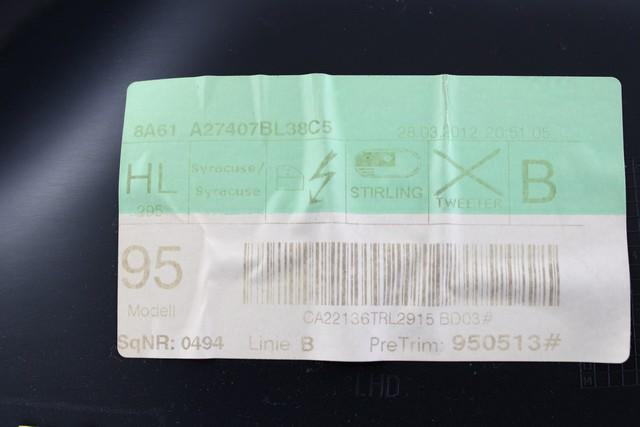 8A61 A27407BL38C5 28.03.2012 20:51:05
HL Syracuse/ Syracuse STIRLING TWEETER B
295
95
Modell
CA22136TRL2915 BD03#
SqNR: 0494 Linie B PreTrim: 950513#
LHD